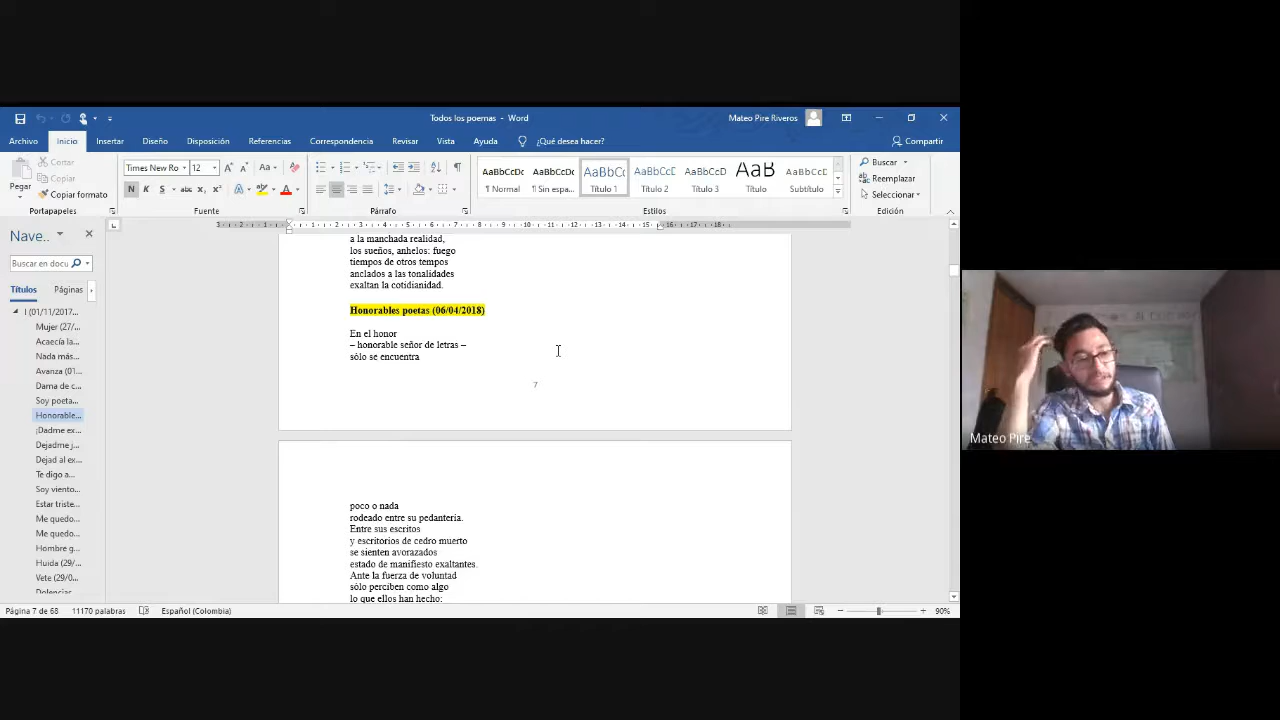 Todos los poemas - Word
Mateo Pire Riveros
Archivo Inicio Insertar Diseño Disposición Referencias Correspondencia Revisar Vista Ayuda ¿Qué desea hacer? Compartir
Pegar
Cortar
Copiar
Copiar formato
Portapapeles
Times New Ro 12
N K S abc
Fuente
Párrafo
AaBbCcDc AaBbCcDc AaBbCc AaBbCcD AaBbCcD AaB AaBbCcD
¶ Normal ¶ Sin espa... Título 1 Título 2 Título 3 Título Subtítulo
Estilos
Buscar
Reemplazar
Seleccionar
Edición
Nave...
Buscar en docu
Títulos Páginas
I (01/11/2017...
Mujer (27/...
Acaecía la...
Nada más...
Avanza (01...
Dama de c...
Soy poeta...
Honorable...
¡Dadme ex...
Dejadme j...
Dejad al ex...
Te digo a...
Soy viento...
Estar triste...
Me quedo...
Me quedo...
Hombre g...
Huida (29/...
Vete (29/0...
Dolencias
a la manchada realidad,
los sueños, anhelos: fuego
tiempos de otros tempos
anclados a las tonalidades
exaltan la cotidianidad.
Honorables poetas (06/04/2018)
En el honor
– honorable señor de letras –
sólo se encuentra
7
poco o nada
rodeado entre su pedantería.
Entre sus escritos
y escritorios de cedro muerto
se sienten avorazados
estado de manifiesto exaltantes.
Ante la fuerza de voluntad
sólo perciben como algo
lo que ellos han hecho:
Página 7 de 68 11170 palabras Español (Colombia) 90%
Mateo Pire